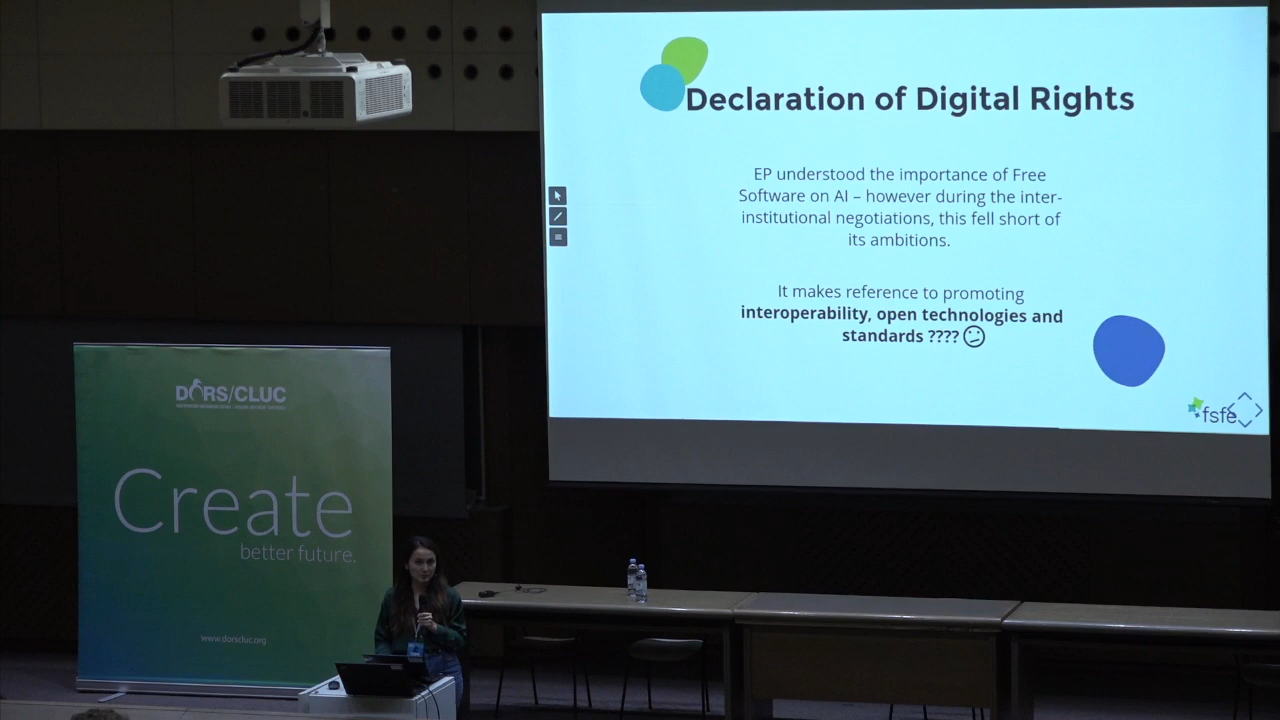 Declaration of Digital Rights
EP understood the importance of Free
Software on AI – however during the inter-
institutional negotiations, this fell short of
its ambitions.
It makes reference to promoting
interoperability, open technologies and
standards ????
fsfe
DORS/CLUC
Create
better future.
www.dorscluc.org